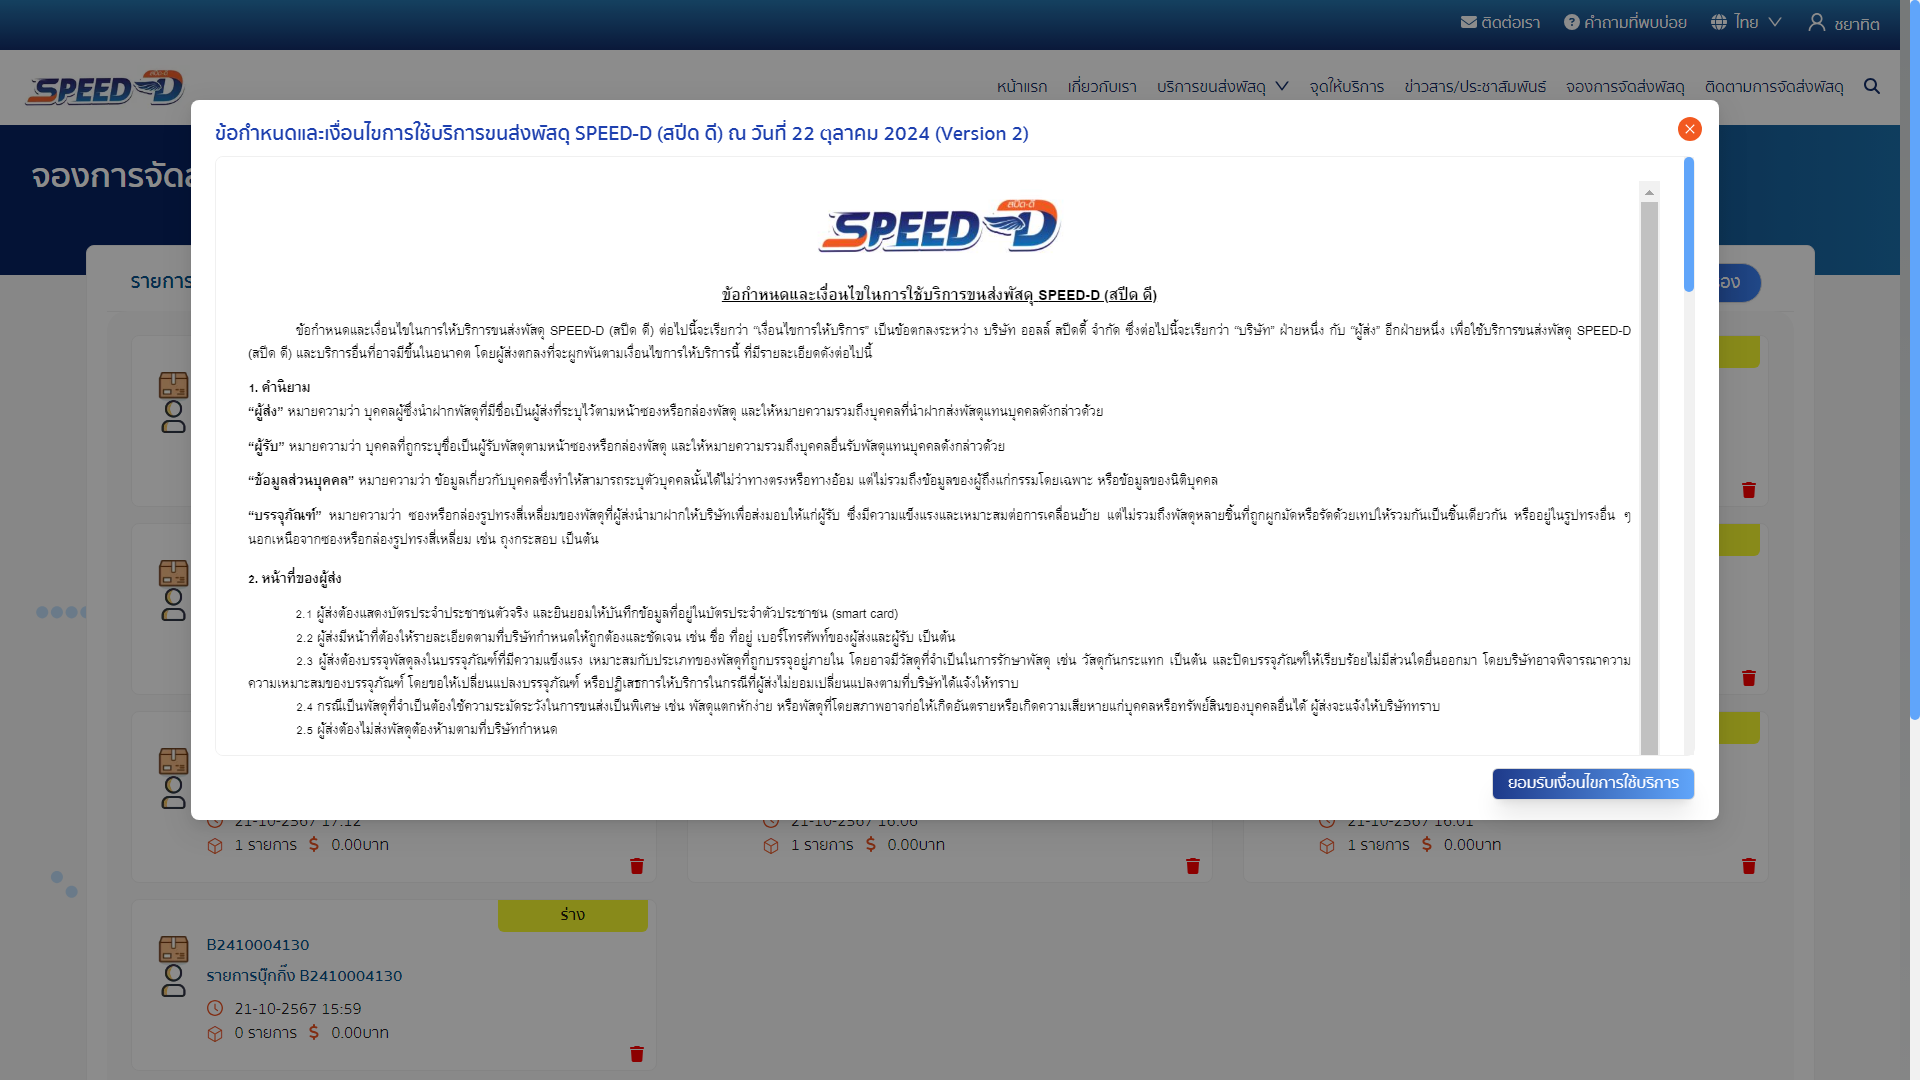 ติดต่อเรา คำถามที่พบบ่อย ไทย ชยาทิต
สปีด-ดี
SPEED-D
หน้าแรก เกี่ยวกับเรา บริการขนส่งพัสดุ จุดให้บริการ ข่าวสาร/ประชาสัมพันธ์ จองการจัดส่งพัสดุ ติดตามการจัดส่งพัสดุ
ข้อกำหนดและเงื่อนไขการใช้บริการขนส่งพัสดุ SPEED-D (สปีด ดี) ณ วันที่ 22 ตุลาคม 2024 (Version 2)
จองการจัดส
สปีด-ดี
SPEED-D
รายการ
อง
ข้อกำหนดและเงื่อนไขในการใช้บริการขนส่งพัสดุ SPEED-D (สปีด ดี)
ข้อกำหนดและเงื่อนไขในการให้บริการขนส่งพัสดุ SPEED-D (สปีด ดี) ต่อไปนี้จะเรียกว่า “เงื่อนไขการให้บริการ” เป็นข้อตกลงระหว่าง บริษัท ออลล์ สปีดดี้ จำกัด ซึ่งต่อไปนี้จะเรียกว่า “บริษัท” ฝ่ายหนึ่ง กับ “ผู้ส่ง” อีกฝ่ายหนึ่ง เพื่อใช้บริการขนส่งพัสดุ SPEED-D
(สปีด ดี) และบริการอื่นที่อาจมีขึ้นในอนาคต โดยผู้ส่งตกลงที่จะผูกพันตามเงื่อนไขการให้บริการนี้ ที่มีรายละเอียดดังต่อไปนี้
1. คำนิยาม
“ผู้ส่ง” หมายความว่า บุคคลผู้ซึ่งนำฝากพัสดุที่มีชื่อเป็นผู้ส่งที่ระบุไว้ตามหน้าซองหรือกล่องพัสดุ และให้หมายความรวมถึงบุคคลที่นำฝากส่งพัสดุแทนบุคคลดังกล่าวด้วย
“ผู้รับ” หมายความว่า บุคคลที่ถูกระบุชื่อเป็นผู้รับพัสดุตามหน้าซองหรือกล่องพัสดุ และให้หมายความรวมถึงบุคคลอื่นรับพัสดุแทนบุคคลดังกล่าวด้วย
“ข้อมูลส่วนบุคคล” หมายความว่า ข้อมูลเกี่ยวกับบุคคลซึ่งทำให้สามารถระบุตัวบุคคลนั้นได้ไม่ว่าทางตรงหรือทางอ้อม แต่ไม่รวมถึงข้อมูลของผู้ถึงแก่กรรมโดยเฉพาะ หรือข้อมูลของนิติบุคคล
“บรรจุภัณฑ์” หมายความว่า ซองหรือกล่องรูปทรงสี่เหลี่ยมของพัสดุที่ผู้ส่งนำมาฝากให้บริษัทเพื่อส่งมอบให้แก่ผู้รับ ซึ่งมีความแข็งแรงและเหมาะสมต่อการเคลื่อนย้าย แต่ไม่รวมถึงพัสดุหลายชิ้นที่ถูกผูกมัดหรือรัดด้วยเทปให้รวมกันเป็นชิ้นเดียวกัน หรืออยู่ในรูปทรงอื่น ๆ
นอกเหนือจากซองหรือกล่องรูปทรงสี่เหลี่ยม เช่น ถุงกระสอบ เป็นต้น
2. หน้าที่ของผู้ส่ง
2.1 ผู้ส่งต้องแสดงบัตรประจำประชาชนตัวจริง และยินยอมให้บันทึกข้อมูลที่อยู่ในบัตรประจำตัวประชาชน (smart card)
2.2 ผู้ส่งมีหน้าที่ต้องให้รายละเอียดตามที่บริษัทกำหนดให้ถูกต้องและชัดเจน เช่น ชื่อ ที่อยู่ เบอร์โทรศัพท์ของผู้ส่งและผู้รับ เป็นต้น
2.3 ผู้ส่งต้องบรรจุพัสดุลงในบรรจุภัณฑ์ที่มีความแข็งแรง เหมาะสมกับประเภทของพัสดุที่ถูกบรรจุอยู่ภายใน โดยอาจมีวัสดุที่จำเป็นในการรักษาพัสดุ เช่น วัสดุกันกระแทก เป็นต้น และปิดบรรจุภัณฑ์ให้เรียบร้อยไม่มีส่วนใดยื่นออกมา โดยบริษัทอาจพิจารณาความ
ความเหมาะสมของบรรจุภัณฑ์ โดยขอให้เปลี่ยนแปลงบรรจุภัณฑ์ หรือปฏิเสธการให้บริการในกรณีที่ผู้ส่งไม่ยอมเปลี่ยนแปลงตามที่บริษัทได้แจ้งให้ทราบ
2.4 กรณีเป็นพัสดุที่จำเป็นต้องใช้ความระมัดระวังในการขนส่งเป็นพิเศษ เช่น พัสดุแตกหักง่าย หรือพัสดุที่โดยสภาพอาจก่อให้เกิดอันตรายหรือเกิดความเสียหายแก่บุคคลหรือทรัพย์สินของบุคคลอื่นได้ ผู้ส่งจะแจ้งให้บริษัททราบ
2.5 ผู้ส่งต้องไม่ส่งพัสดุต้องห้ามตามที่บริษัทกำหนด
ยอมรับเงื่อนไขการใช้บริการ
21-10-2567 17:12 21-10-2567 16:06 21-10-2567 16:01
1 รายการ $ 0.00บาท 1 รายการ $ 0.00บาท 1 รายการ $ 0.00บาท
ร่าง
B2410004130
รายการบุ๊กกิ๊ง B2410004130
21-10-2567 15:59
0 รายการ $ 0.00บาท